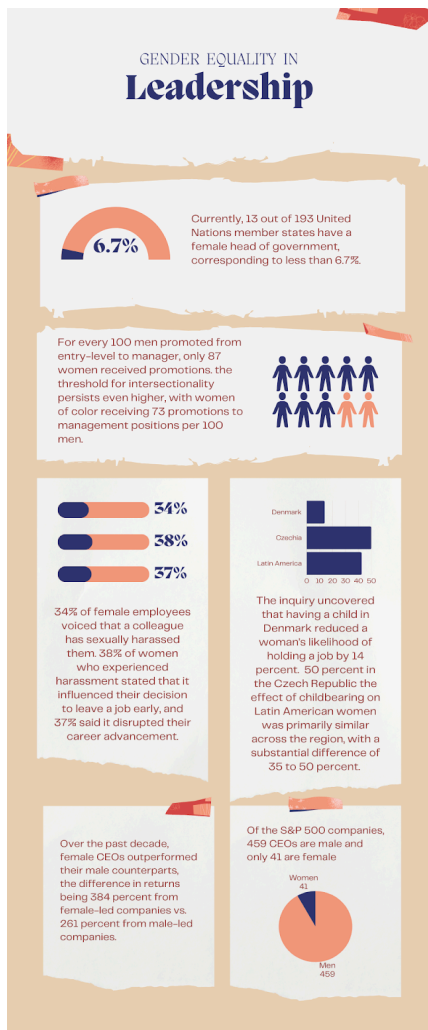 GENDER EQUALITY IN
Leadership
6.7%
Currently, 13 out of 193 United
Nations member states have a
female head of government,
corresponding to less than 6.7%.
For every 100 men promoted from
entry-level to manager, only 87
women received promotions. the
threshold for intersectionality
persists even higher, with women
of color receiving 73 promotions to
management positions per 100
men.
34%
38%
37%
34% of female employees
voiced that a colleague
has sexually harassed
them. 38% of women
who experienced
harassment stated that it
influenced their decision
to leave a job early, and
37% said it disrupted their
career advancement.
Denmark
Czechia
Latin America
0 10 20 30 40 50
The inquiry uncovered
that having a child in
Denmark reduced a
woman's likelihood of
holding a job by 14
percent. 50 percent in
the Czech Republic the
effect of childbearing on
Latin American women
was primarily similar
across the region, with a
substantial difference of
35 to 50 percent.
Over the past decade,
female CEOs outperformed
their male counterparts,
the difference in returns
being 384 percent from
female-led companies vs.
261 percent from male-led
companies.
Of the S&P 500 companies,
459 CEOs are male and
only 41 are female
Women
41
Men
459